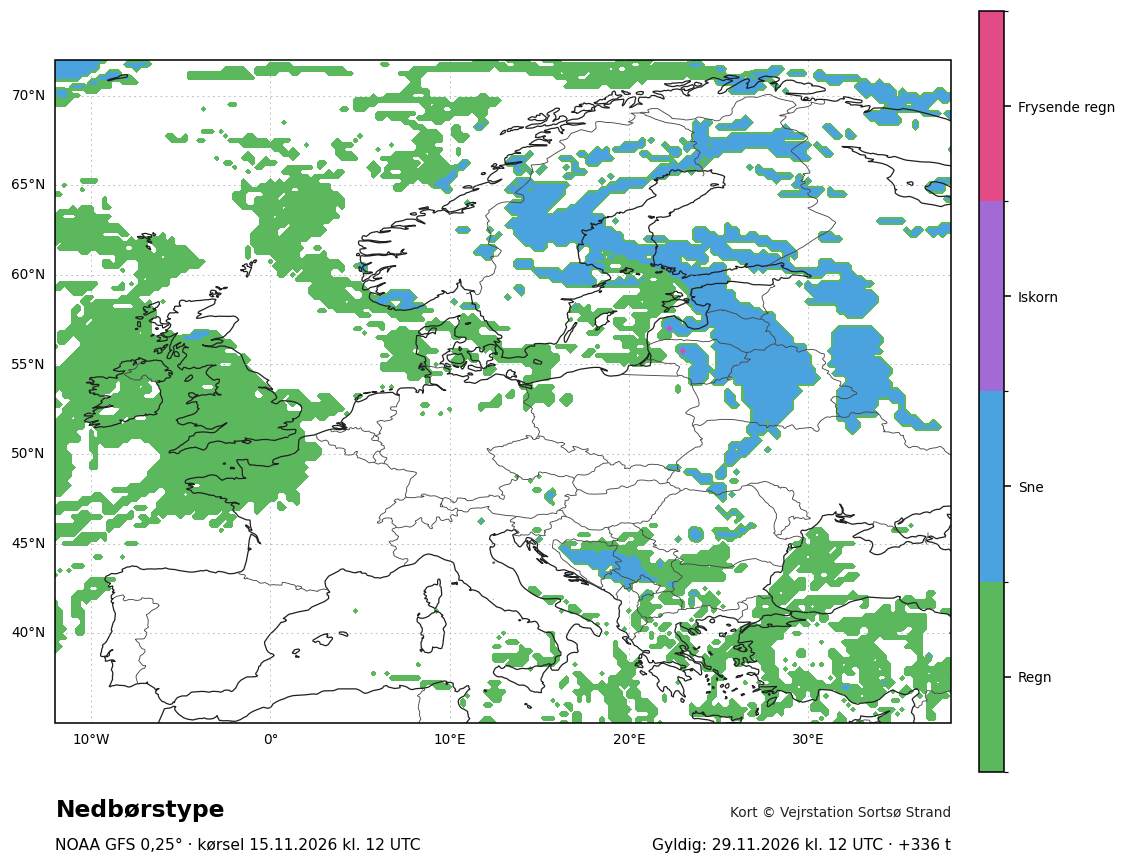 Frysende regn
Iskorn
Sne
Regn
70°N
65°N
60°N
55°N
50°N
45°N
40°N
10°W
0°
10°E
20°E
30°E
Nedbørstype
Kort © Vejrstation Sortsø Strand
NOAA GFS 0,25° · kørsel 15.11.2026 kl. 12 UTC
Gyldig: 29.11.2026 kl. 12 UTC · +336 t